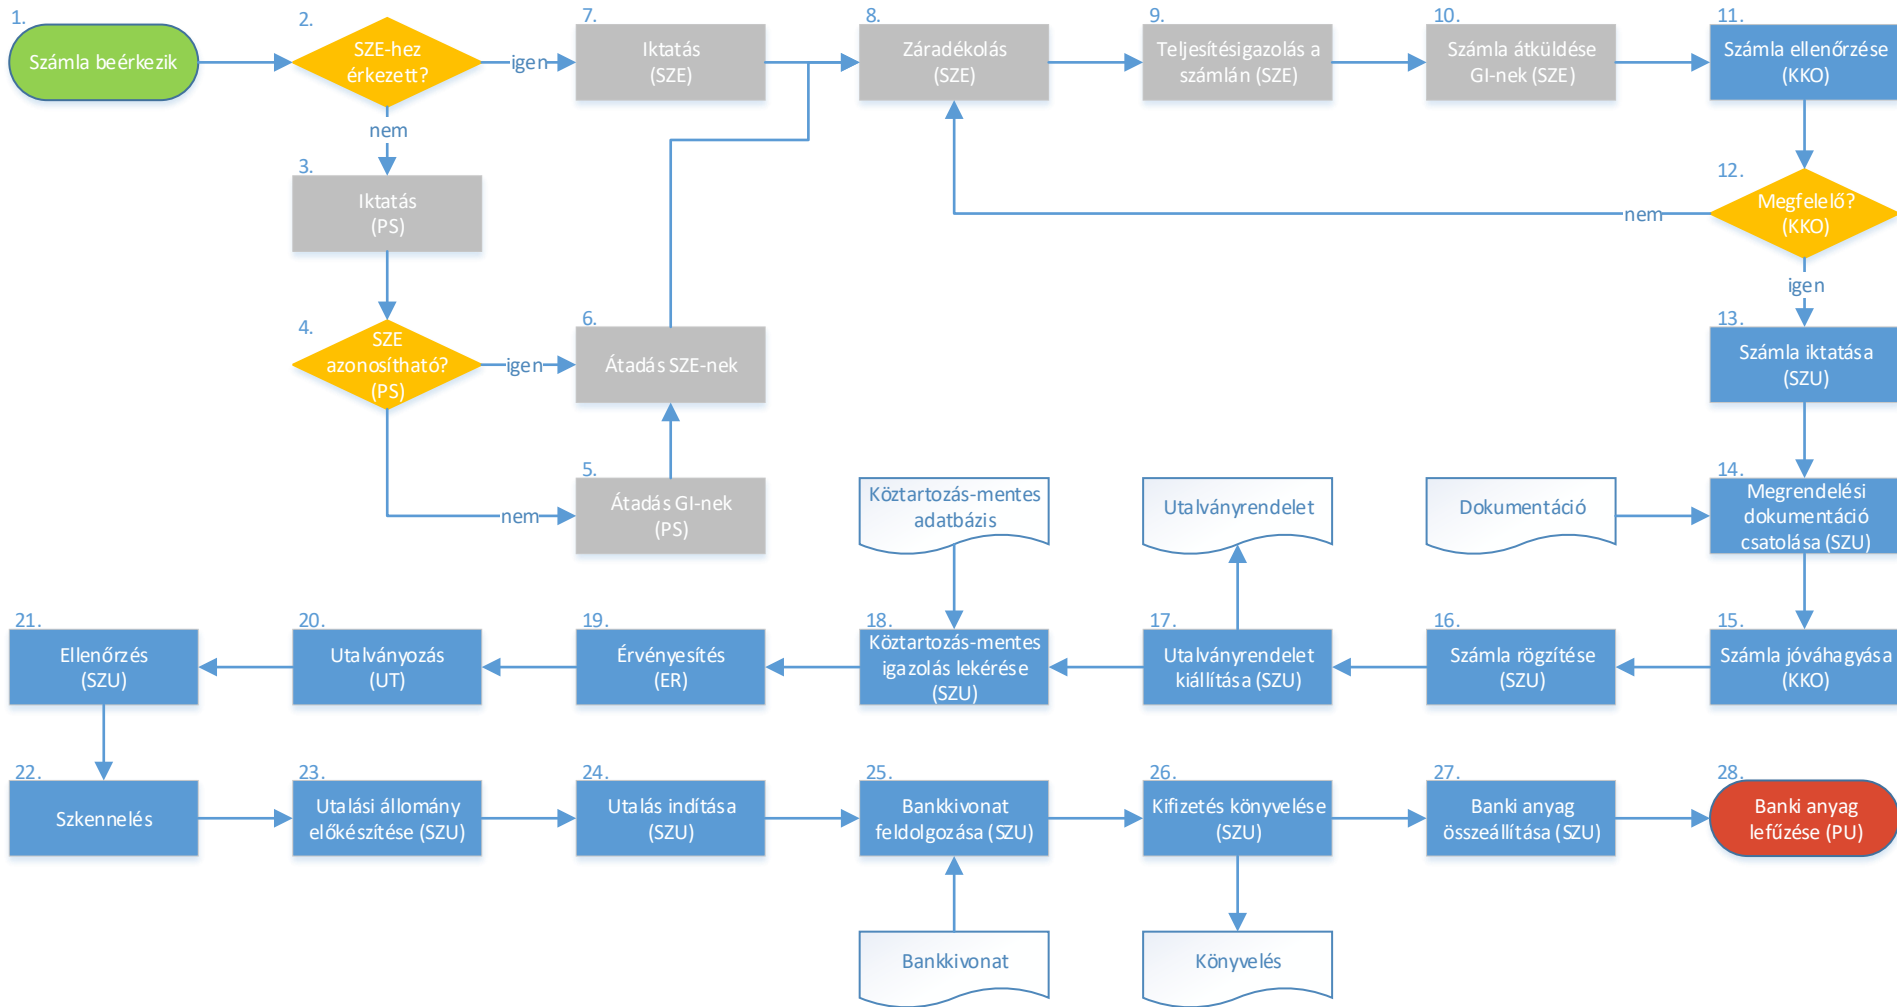 1.
Számla beérkezik
2.
SZE-hez
érkezett?
igen
nem
7.
Iktatás
(SZE)
8.
Záradékolás
(SZE)
9.
Teljesítésigazolás a
számlán (SZE)
10.
Számla átküldése
GI-nek (SZE)
11.
Számla ellenőrzése
(KKO)
3.
Iktatás
(PS)
12.
Megfelelő?
(KKO)
nem
igen
4.
SZE
azonosítható?
(PS)
igen
nem
6.
Átadás SZE-nek
13.
Számla iktatása
(SZU)
5.
Átadás GI-nek
(PS)
Köztartozás-mentes
adatbázis
Utalványrendelet
Dokumentáció
14.
Megrendelési
dokumentáció
csatolása (SZU)
21.
Ellenőrzés
(SZU)
20.
Utalványozás
(UT)
19.
Érvényesítés
(ER)
18.
Köztartozás-mentes
igazolás lekérése
(SZU)
17.
Utalványrendelet
kiállítása (SZU)
16.
Számla rögzítése
(SZU)
15.
Számla jóváhagyása
(KKO)
22.
Szkennelés
23.
Utalási állomány
előkészítése (SZU)
24.
Utalás indítása
(SZU)
25.
Bankkivonat
feldolgozása (SZU)
26.
Kifizetés könyvelése
(SZU)
27.
Banki anyag
összeállítása (SZU)
28.
Banki anyag
lefűzése (PU)
Bankkivonat
Könyvelés